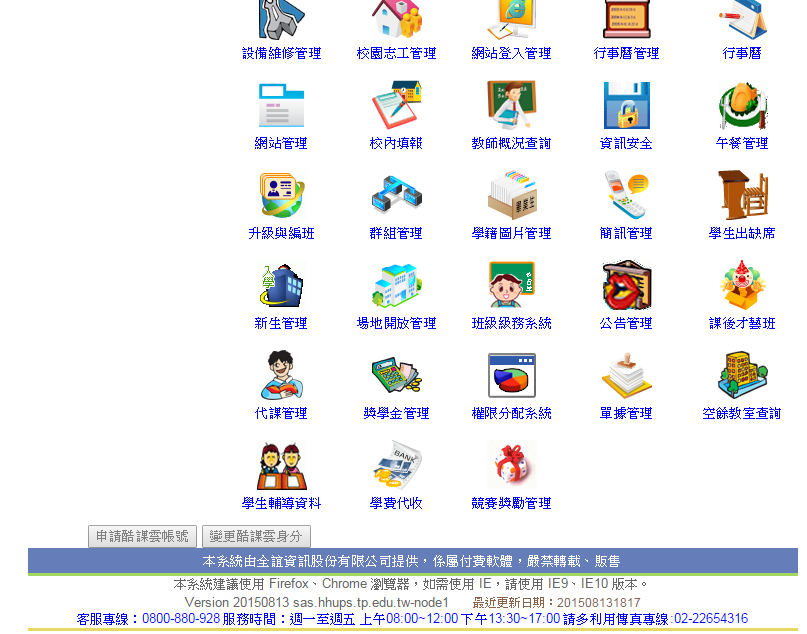 設備維修管理 校園志工管理 網站登入管理 行事曆管理 行事曆
網站管理 校內填報 教師概況查詢 資訊安全 午餐管理
升級與編班 群組管理 學籍圖片管理 簡訊管理 學生出缺席
新生管理 場地開放管理 班級級務系統 公告管理 課後才藝班
代課管理 獎學金管理 權限分配系統 單據管理 空餘教室查詢
BANK
學生輔導資料 學費代收 競賽獎勵管理
申請酷課雲帳號 變更酷課雲身分
本系統由全誼資訊股份有限公司提供，係屬付費軟體，嚴禁轉載、販售
本系統建議使用 Firefox、Chrome 瀏覽器，如需使用 IE，請使用 IE9、IE10 版本。
Version 20150813 sas.hhups.tp.edu.tw-node1 最近更新日期：201508131817
客服專線：0800-880-928 服務時間：週一至週五 上午08:00~12:00 下午13:30~17:00 請多利用傳真專線:02-22654316